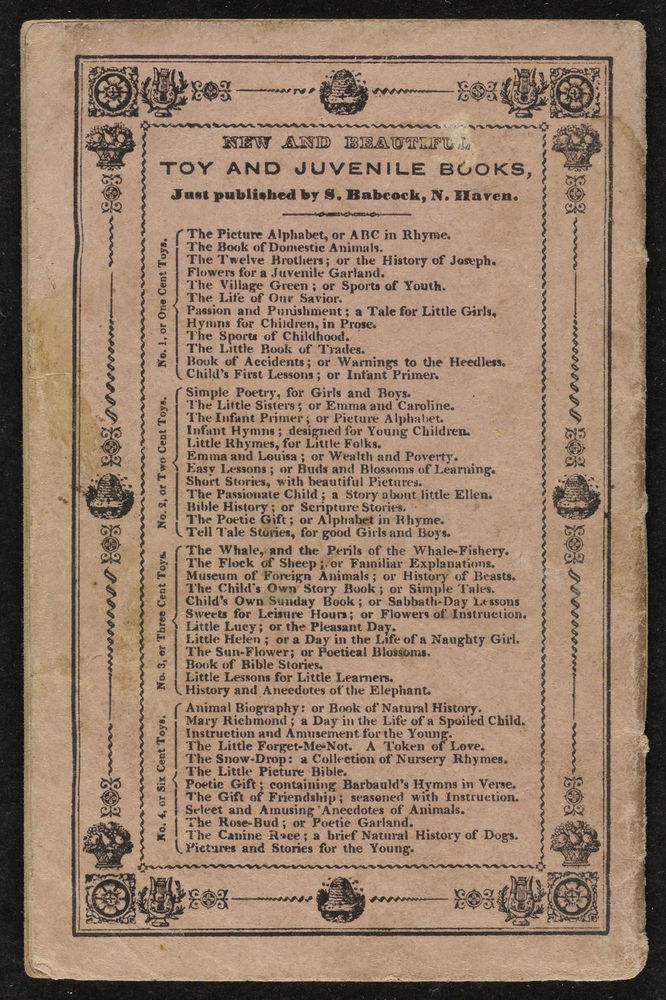 NEW AND BEAUTIFUL
TOY AND JUVENILE BOOKS,
Just published by S. Babcock, N. Haven.
No. 1, or One Cent Toys.
The Picture Alphabet, or ABC in Rhyme.
The Book of Domestic Animals.
The Twelve Brothers; or the History of Joseph.
Flowers for a Juvenile Garland.
The Village Green; or Sports of Youth.
The Life of Our Savior.
Passion and Punishment; a Tale for Little Girls,
Hymns for Children, in Prose.
The Sports of Childhood.
The Little Book of Trades.
Book of Accidents; or Warnings to the Heedless.
Child's First Lessons; or Infant Primer.
No. 2, or Two Cent Toys.
Simple Poetry, for Girls and Boys.
The Little Sisters; or Emma and Caroline.
The Infant Primer; or Picture Alphabet.
Infant Hymns; designed for Young Children.
Little Rhymes, for Little Folks.
Emma and Louisa; or Wealth and Poverty.
Easy Lessons; or Buds and Blossoms of Learning.
Short Stories, with beautiful Pictures.
The Passionate Child; a Story about little Ellen.
Bible History; or Scripture Stories.
The Poetic Gift; or Alphabet in Rhyme.
Tell Tale Stories, for good Girls and Boys.
No. 3, or Three Cent Toys.
The Whale, and the Perils of the Whale-Fishery.
The Flock of Sheep; or Familiar Explanations.
Museum of Foreign Animals; or History of Beasts.
The Child's Own Story Book; or Simple Tales.
Child's Own Sunday Book; or Sabbath-Day Lessons
Sweets for Leisure Hours; or Flowers of Instruction.
Little Lucy; or the Pleasant Day.
Little Helen; or a Day in the Life of a Naughty Girl.
The Sun-Flower; or Poetical Blossoms.
Book of Bible Stories.
Little Lessons for Little Learners.
History and Anecdotes of the Elephant.
No. 4, or Six Cent Toys.
Animal Biography: or Book of Natural History.
Mary Richmond; a Day in the Life of a Spoiled Child.
Instruction and Amusement for the Young.
The Little Forget-Me-Not. A Token of Love.
The Snow-Drop: a Collection of Nursery Rhymes.
The Little Picture Bible.
Poetic Gift; containing Barbauld's Hymns in Verse.
The Gift of Friendship; seasoned with Instruction.
Select and Amusing Anecdotes of Animals.
The Rose-Bud; or Poetic Garland.
The Canine Race; a brief Natural History of Dogs.
Pictures and Stories for the Young.